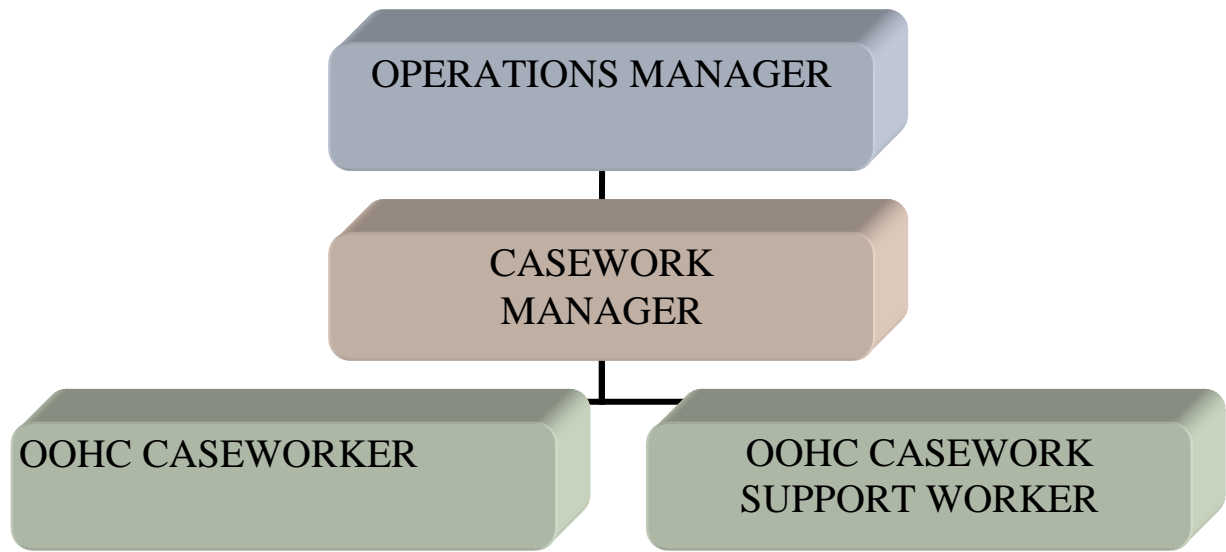 OPERATIONS MANAGER
CASEWORK
MANAGER
OOHC CASEWORKER
OOHC CASEWORK
SUPPORT WORKER